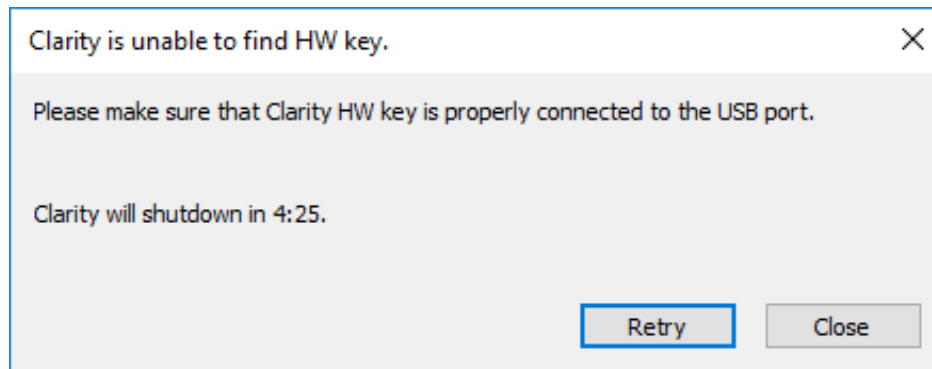 Clarity is unable to find HW key.
Please make sure that Clarity HW key is properly connected to the USB port.
Clarity will shutdown in 4:25.
Retry
Close